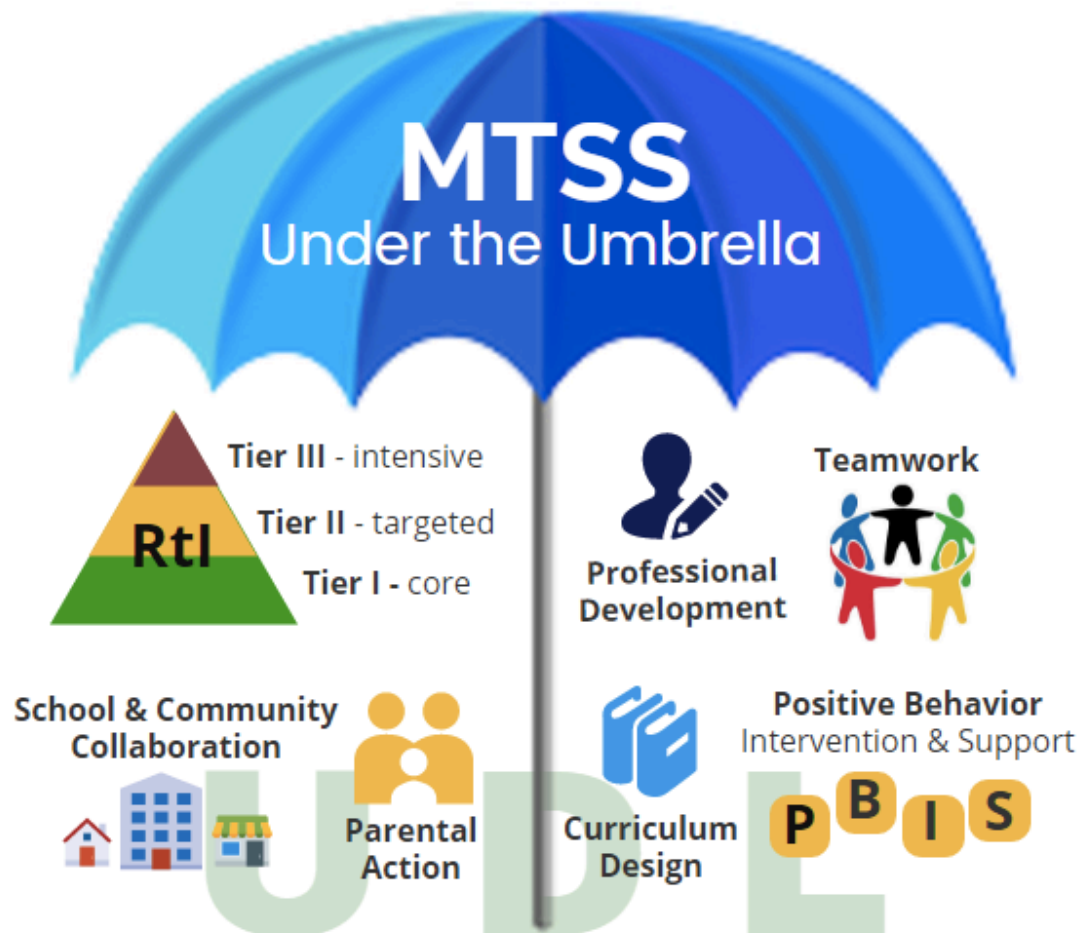 MTSS
Under the Umbrella
RtI
Tier III - intensive
Tier II - targeted
Tier I - core
Professional
Development
Teamwork
School & Community
Collaboration
Parental
Action
Curriculum
Design
Positive Behavior
Intervention & Support
P B I S
UDL